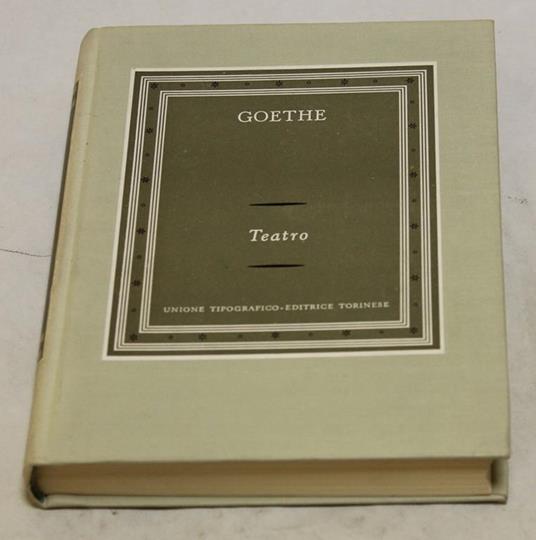 GOETHE
Teatro
UNIONE TIPOGRAFICO-EDITRICE TORINESE